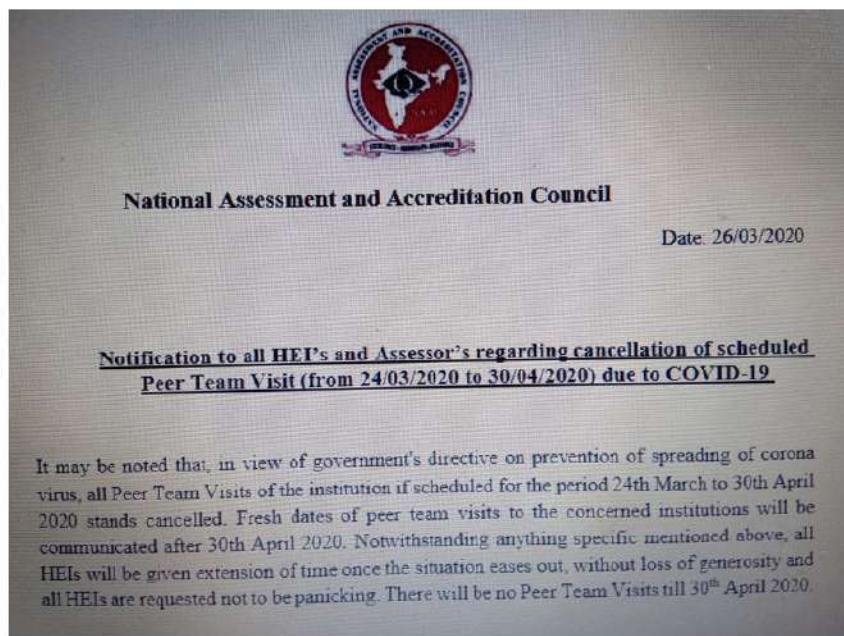 NATIONAL ASSESSMENT AND ACCREDITATION COUNCIL
National Assessment and Accreditation Council
Date: 26/03/2020
Notification to all HEI's and Assessor's regarding cancellation of scheduled
Peer Team Visit (from 24/03/2020 to 30/04/2020) due to COVID-19
It may be noted that, in view of government's directive on prevention of spreading of corona
virus, all Peer Team Visits of the institution if scheduled for the period 24th March to 30th April
2020 stands cancelled. Fresh dates of peer team visits to the concerned institutions will be
communicated after 30th April 2020. Notwithstanding anything specific mentioned above, all
HEIs will be given extension of time once the situation eases out, without loss of generosity and
all HEIs are requested not to be panicking. There will be no Peer Team Visits till 30th April 2020.